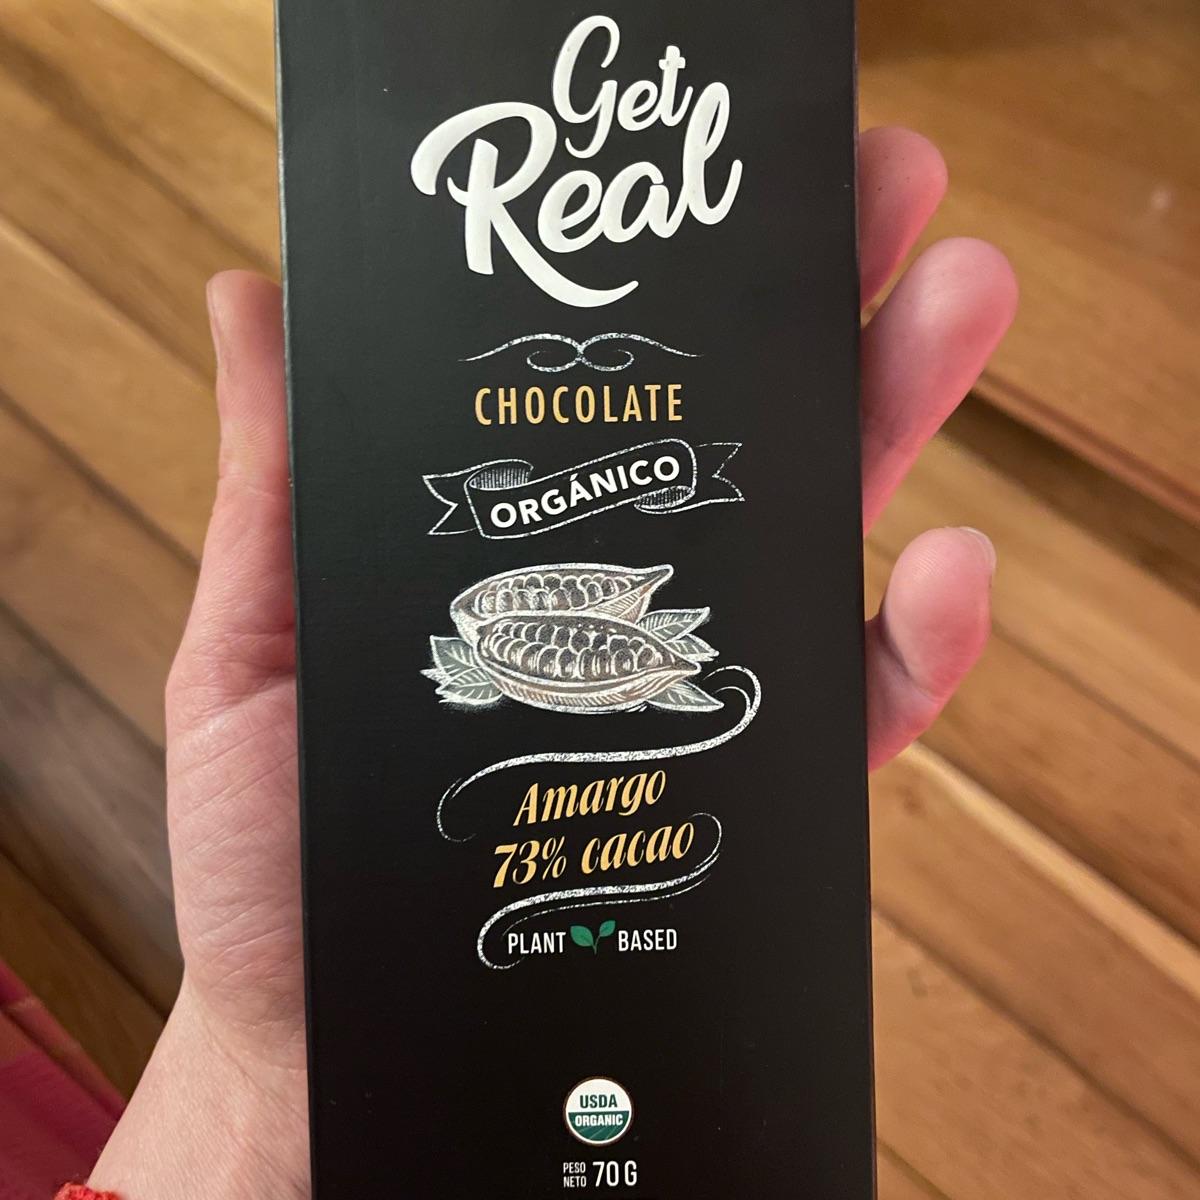 Get
Real
CHOCOLATE
ORGÁNICO
Amargo
73% cacao
PLANT BASED
USDA
ORGANIC
PESO
NETO 70 G